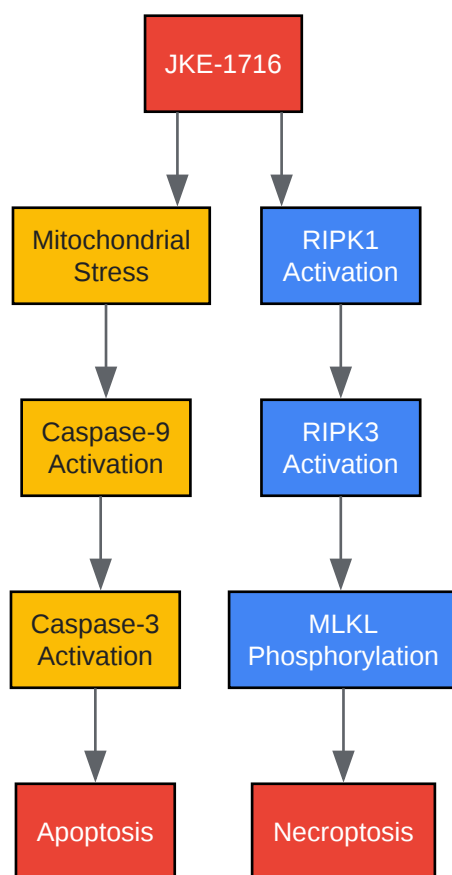 JKE-1716
Mitochondrial
Stress
RIPK1
Activation
Caspase-9
Activation
RIPK3
Activation
Caspase-3
Activation
MLKL
Phosphorylation
Apoptosis
Necroptosis